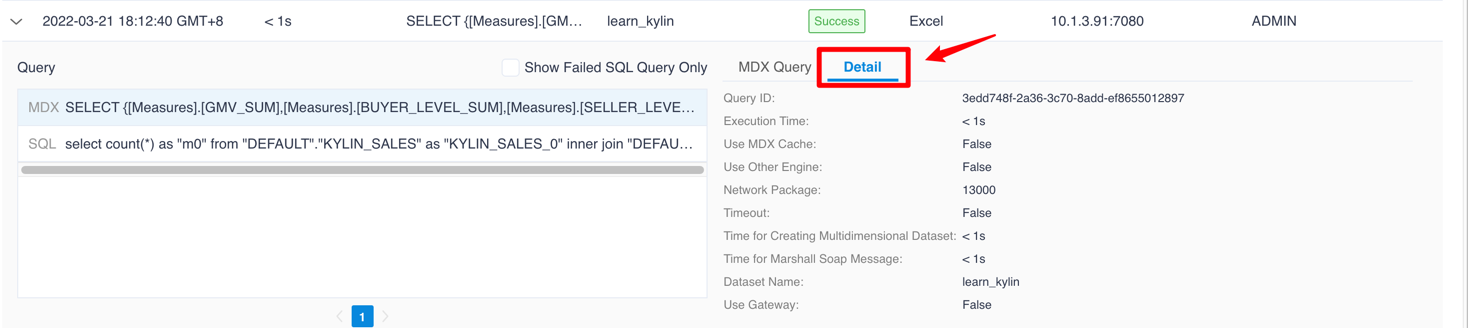 2022-03-21 18:12:40 GMT+8 < 1s SELECT {[Measures].[GM... learn_kylin Success Excel 10.1.3.91:7080 ADMIN
Query Show Failed SQL Query Only
MDX SELECT {[Measures].[GMV_SUM],[Measures].[BUYER_LEVEL_SUM],[Measures].[SELLER_LEVE...
SQL select count(*) as "m0" from "DEFAULT"."KYLIN_SALES" as "KYLIN_SALES_0" inner join "DEFAU...
1
MDX Query Detail
Query ID: 3edd748f-2a36-3c70-8add-ef8655012897
Execution Time: < 1s
Use MDX Cache: False
Use Other Engine: False
Network Package: 13000
Timeout: False
Time for Creating Multidimensional Dataset: < 1s
Time for Marshall Soap Message: < 1s
Dataset Name: learn_kylin
Use Gateway: False